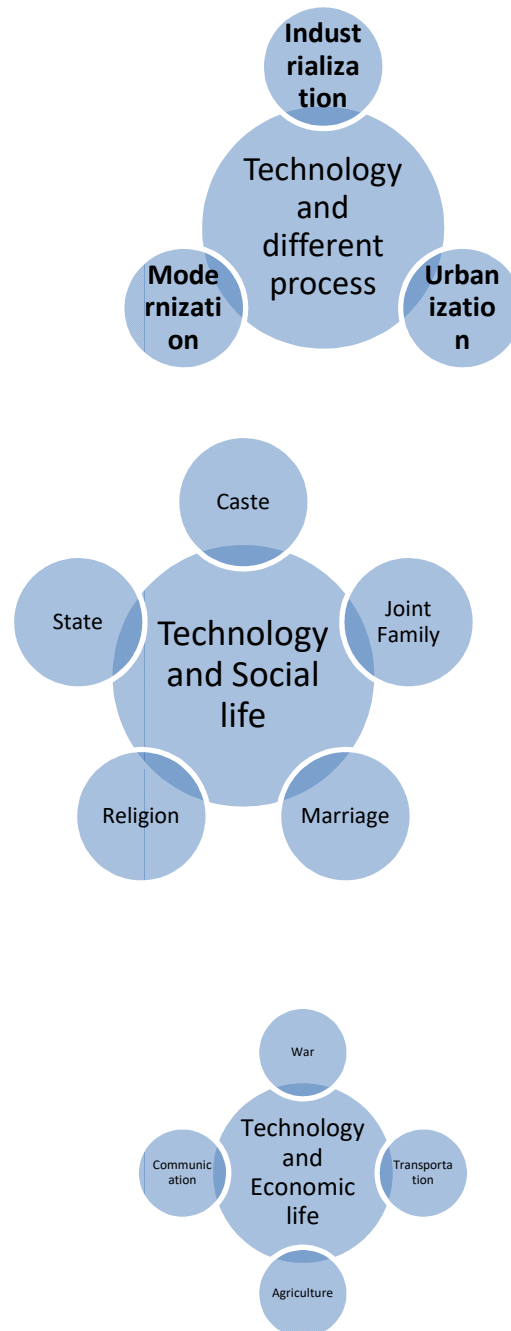 Indust
rializa
tion
Technology
and
different
process
Mode
rnizati
on
Urban
izatio
n
Caste
State
Joint
Family
Technology
and Social
life
Religion
Marriage
War
Technology
and
Economic
life
Communic
ation
Transporta
tion
Agriculture